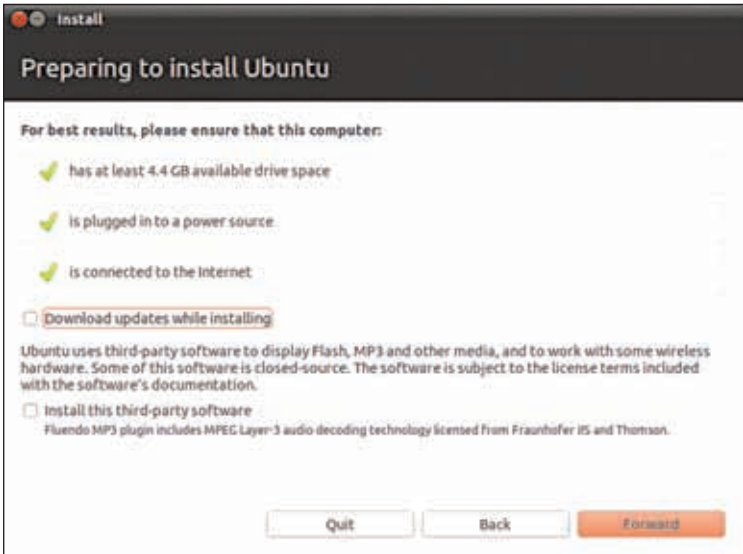 Install
Preparing to install Ubuntu
For best results, please ensure that this computer:
has at least 4.4 GB available drive space
is plugged in to a power source
is connected to the Internet
Download updates while installing
Ubuntu uses third-party software to display Flash, MP3 and other media, and to work with some wireless
hardware. Some of this software is closed-source. The software is subject to the license terms included
with the software's documentation.
Install this third-party software
Fluendo MP3 plugin includes MPEG Layer-3 audio decoding technology licensed from Fraunhofer IIS and Thomson.
Quit
Back
Forward